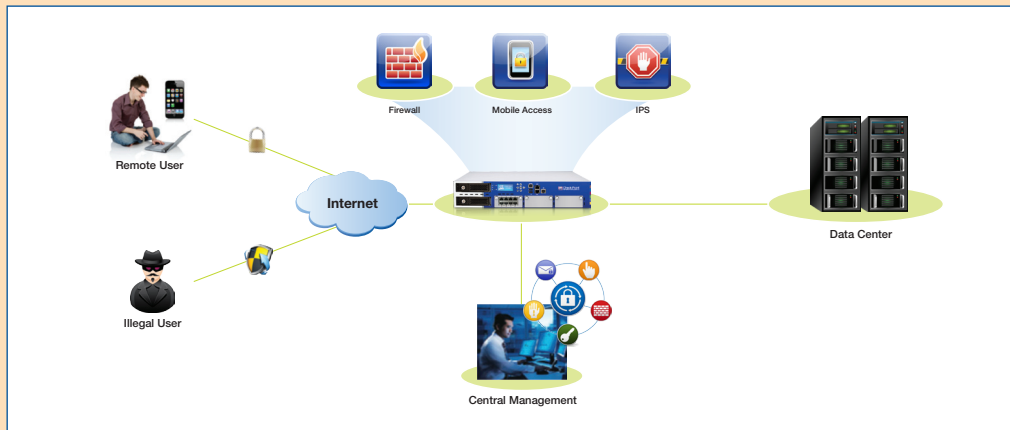 Firewall
Mobile Access
IPS
Remote User
Internet
Data Center
Illegal User
Central Management